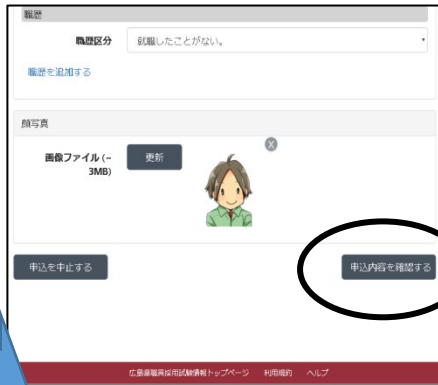 職歴
職歴区分
就職したことがない。
職歴を追加する
顔写真
画像ファイル (~
3MB)
更新
X
申込を中止する
申込内容を確認する
広島県職員採用試験情報トップページ 利用規約 ヘルプ